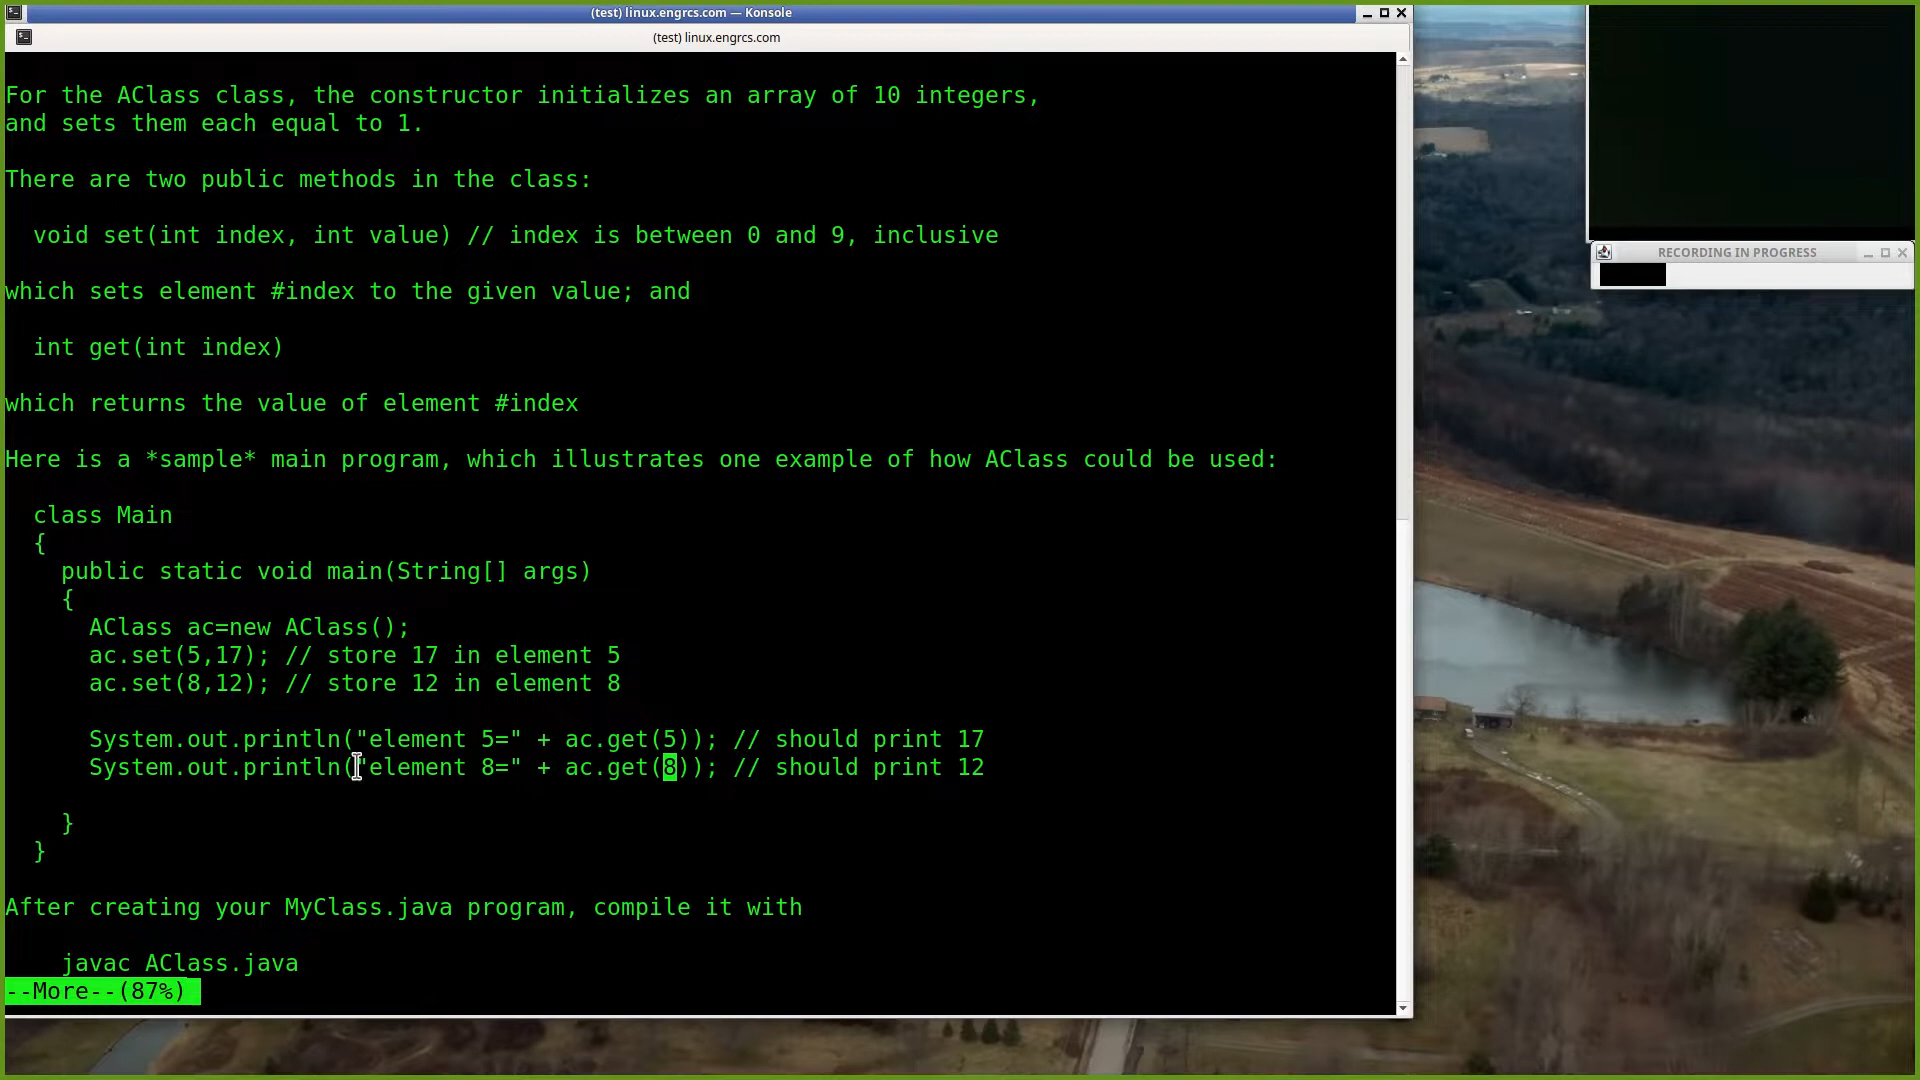 (test) linux.engrcs.com — Konsole
(test) linux.engrcs.com
RECORDING IN PROGRESS
For the AClass class, the constructor initializes an array of 10 integers,
and sets them each equal to 1.
There are two public methods in the class:
void set(int index, int value) // index is between 0 and 9, inclusive
which sets element #index to the given value; and
int get(int index)
which returns the value of element #index
Here is a *sample* main program, which illustrates one example of how AClass could be used:
class Main
{
public static void main(String[] args)
{
AClass ac=new AClass();
ac.set(5,17); // store 17 in element 5
ac.set(8,12); // store 12 in element 8
System.out.println("element 5=" + ac.get(5)); // should print 17
System.out.println("element 8=" + ac.get(8)); // should print 12
}
}
After creating your MyClass.java program, compile it with
javac AClass.java
--More--(87%)